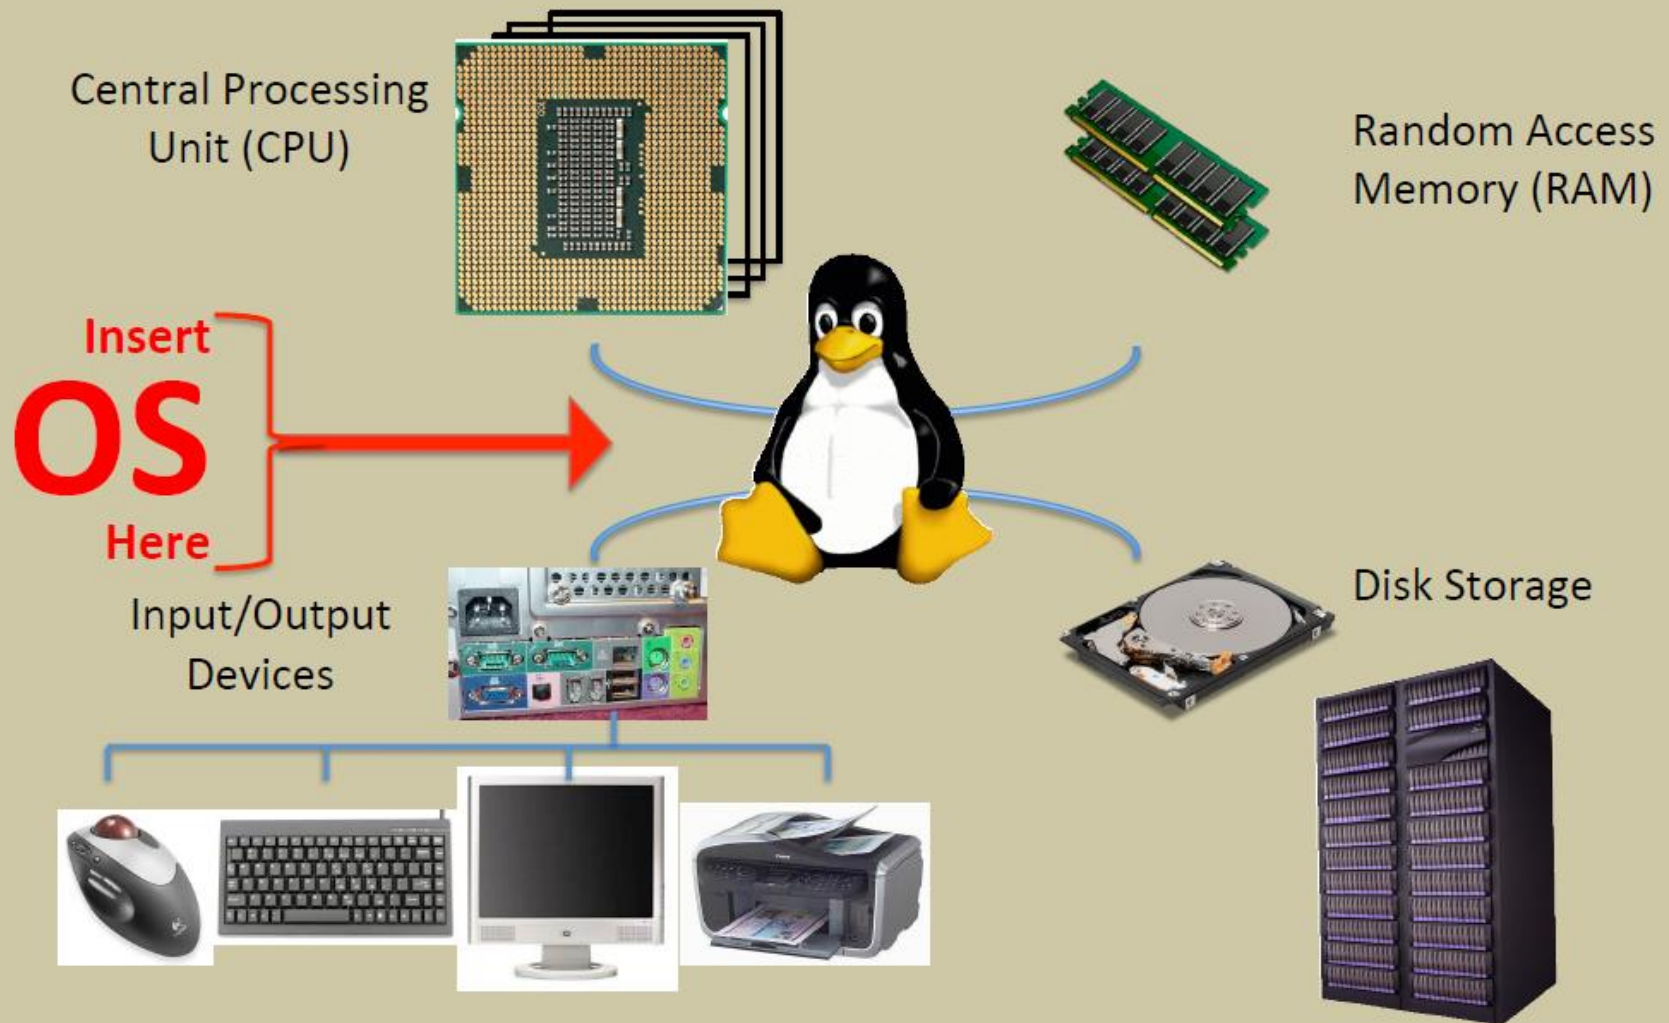 Central Processing
Unit (CPU)
Random Access
Memory (RAM)
Insert
OS
Here
Input/Output
Devices
Disk Storage